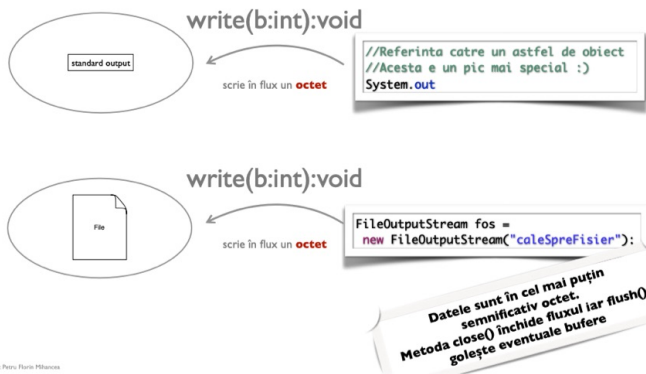 write(b:int):void
standard output
scrie în flux un octet
//Referinta catre un astfel de obiect
//Acesta e un pic mai special :)
System.out
write(b:int):void
File
scrie în flux un octet
FileOutputStream fos =
new FileOutputStream("caleSpreFisier"):
Datele sunt în cel mai puțin
semnificativ octet.
Metoda close() închide fluxul iar flush()
golește eventuale bufere
Petru Florin Mihancea